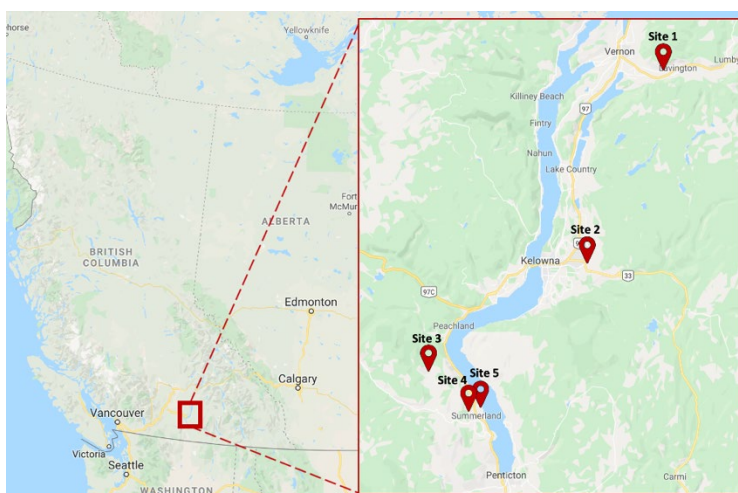 horse
Yellowknife
Fort
McMur
ALBERTA
BRITISH
COLUMBIA
Edmonton
Calgary
Vancouver
Victoria
Seattle
WASHINGTON
Site 1
Vernon
Lavington
Lumby
Killiney Beach
97
Fintry
Nahun
Lake Country
Site 2
Kelowna
33
97C
Peachland
Site 3
Site 4
Site 5
Summerland
Penticton
Carmi